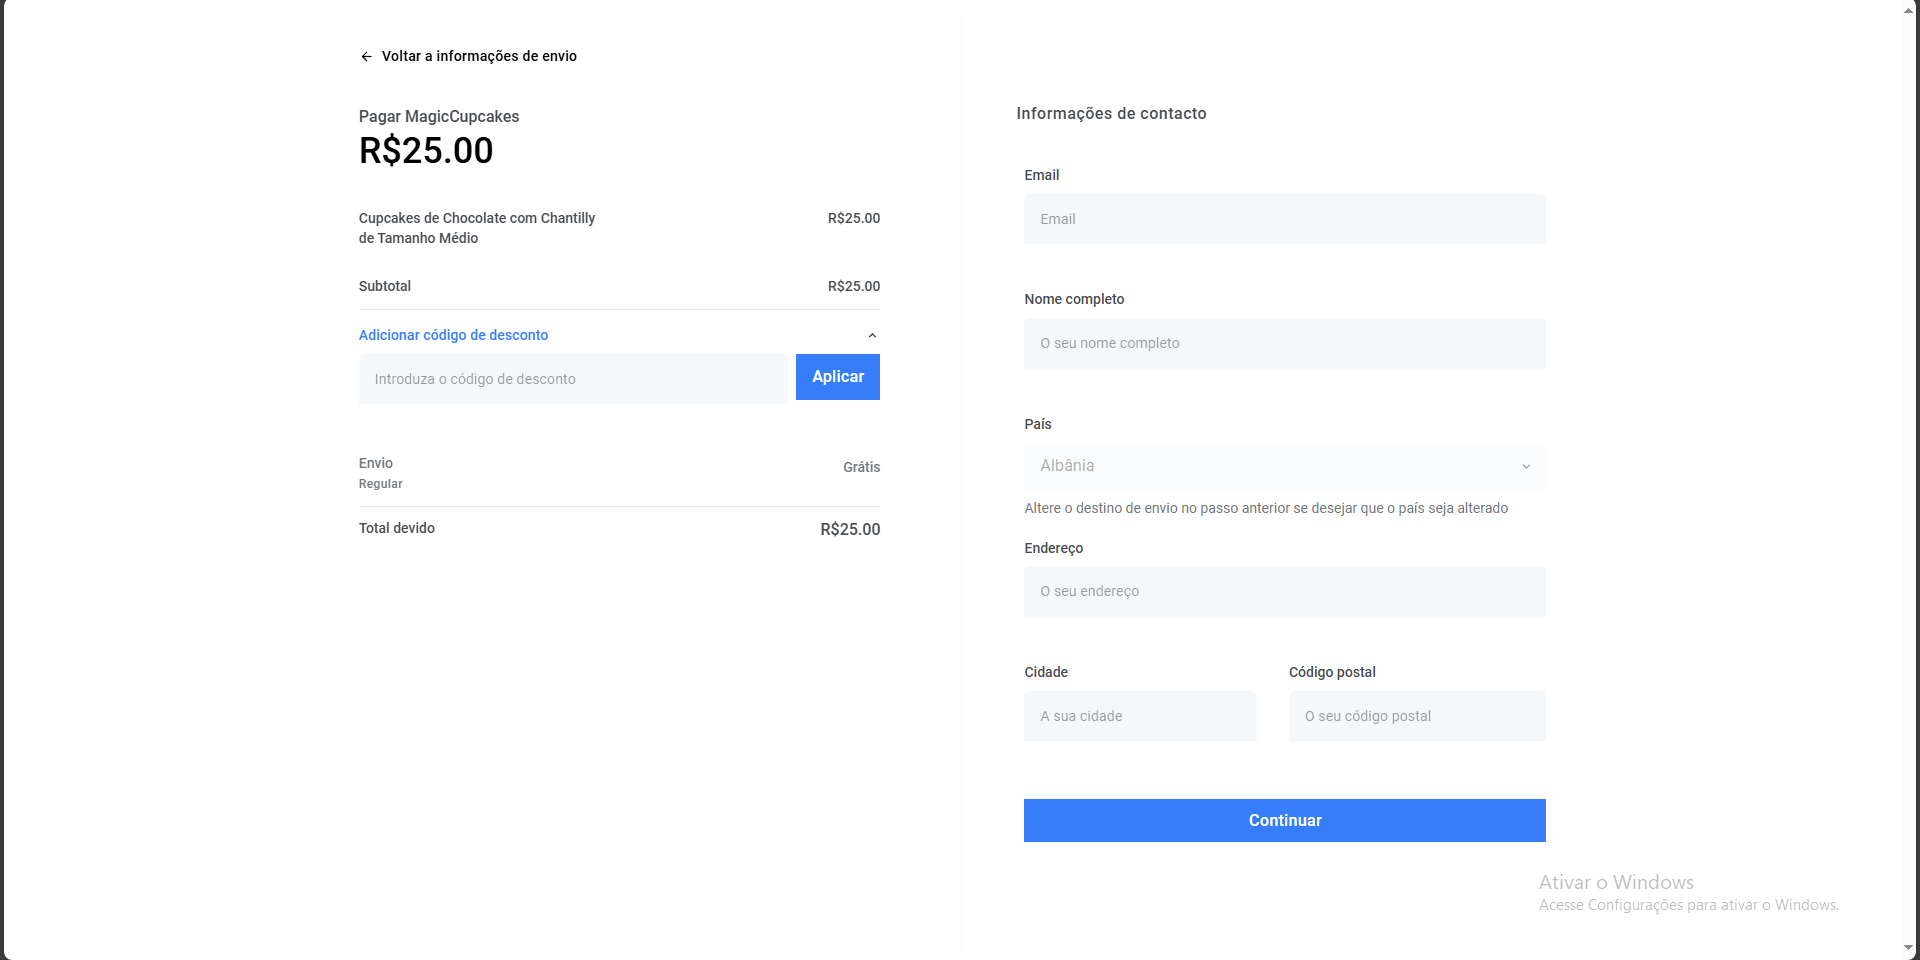 Voltar a informações de envio
Pagar MagicCupcakes
R$25.00
Cupcakes de Chocolate com Chantilly R$25.00
de Tamanho Médio
Subtotal R$25.00
Adicionar código de desconto
Introduza o código de desconto Aplicar
Envio Grátis
Regular
Total devido R$25.00
Informações de contacto
Email
Email
Nome completo
O seu nome completo
País
Albânia
Altere o destino de envio no passo anterior se desejar que o país seja alterado
Endereço
O seu endereço
Cidade Código postal
A sua cidade O seu código postal
Continuar
Ativar o Windows
Acesse Configurações para ativar o Windows.